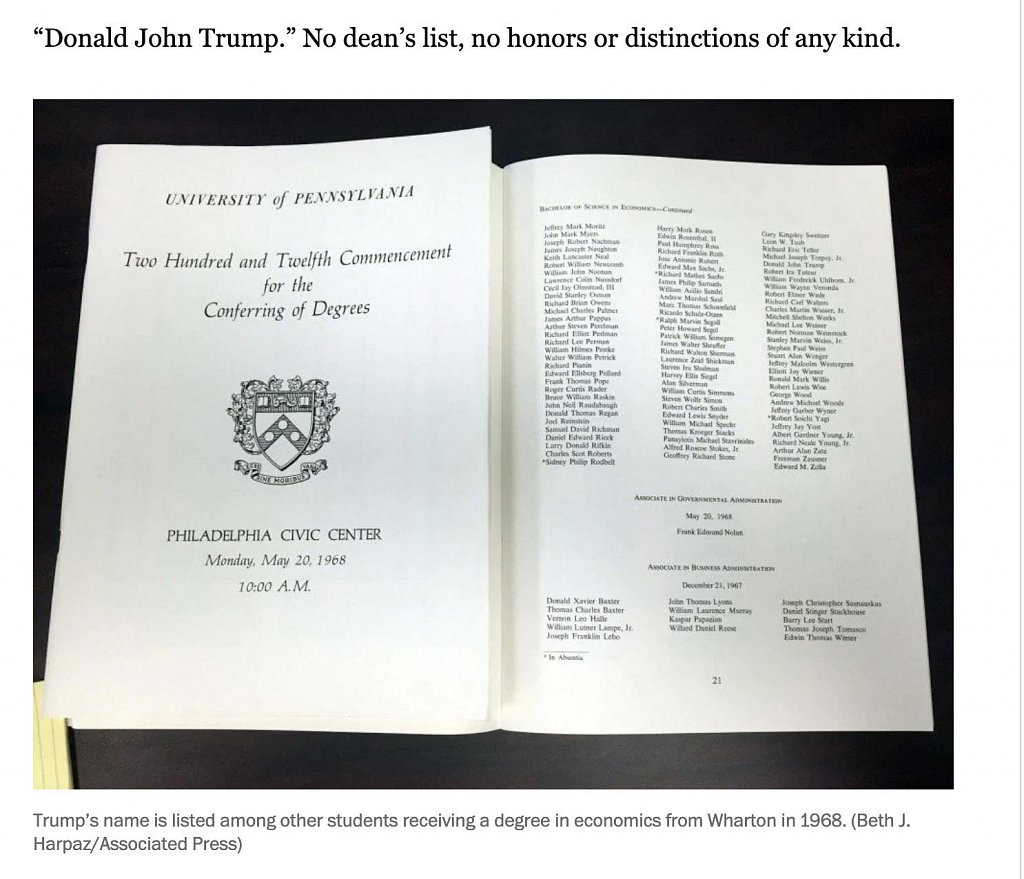 “Donald John Trump.” No dean’s list, no honors or distinctions of any kind.
UNIVERSITY of PENNSYLVANIA
Two Hundred and Twelfth Commencement
for the
Conferring of Degrees
SINE MORIBUS
PHILADELPHIA CIVIC CENTER
Monday, May 20, 1968
10:00 A.M.
BACHELOR OF SCIENCE IN ECONOMICS—Continued
Jeffrey Mark Moritz
John Mark Myers
Joseph Robert Nachman
James Joseph Naughton
Keith Lancaster Neal
Robert William Newcomb
William John Noonan
Lawrence Colin Nussdorf
Cecil Jay Olmstead, III
David Stanley Osman
Richard Brian Owens
Michael Charles Palmer
James Arthur Pappas
Arthur Steven Perelman
Richard Elliot Perlman
Richard Lee Perman
William Hilmes Petske
Walter William Petrick
Richard Pianin
Edward Ellsberg Pollard
Frank Thomas Pope
Roger Curtis Rader
Bruce William Raskin
John Neil Raudabaugh
Donald Thomas Regan
Joel Reinstein
Samuel David Richman
Daniel Edward Rieck
Larry Donald Rifkin
Charles Scot Roberts
*Sidney Philip Rodbell
Harry Mark Rosen
Edwin Rosenthal, II
Paul Humphrey Ross
Richard Franklin Roth
Jose Antonio Rubert
Edward Max Sachs, Jr.
*Richard Mathes Sachs
James Philip Samuels
William Acilio Sandri
Andrew Marshal Saul
Marc Thomas Schoenfeld
Ricardo Schulz-Otzen
*Ralph Marvin Segall
Peter Howard Segel
Patrick William Semegen
James Walter Sheaffer
Richard Walton Sherman
Laurence Zeid Shickman
Steven Ira Shulman
Harvey Ellis Siegel
Alan Silverman
William Curtis Simmons
Steven Wolfe Simon
Robert Charles Smith
Edward Lewis Snyder
William Michael Specht
Thomas Kroeger Stacks
Panayiotis Michael Stavrinides
Alfred Roscoe Stokes, Jr.
Geoffrey Richard Stone
Gary Kingsley Sweitzer
Leon W. Taub
Richard Eric Teller
Michael Joseph Torpey, Jr.
Donald John Trump
Robert Ira Tuteur
William Frederick Uhlhorn, Jr.
William Wayne Veronda
Robert Elmer Wade
Richard Carl Walters
Charles Martin Wasser, Jr.
Mitchell Shelton Weeks
Michael Lee Weiner
Robert Norman Weinstock
Stanley Marvin Weiss, Jr.
Stephen Paul Weiss
Stuart Alan Wenger
Jeffrey Malcolm Westergren
Elliott Jay Wiener
Ronald Mark Willis
Robert Lewis Wise
George Wood
Andrew Michael Woods
Jeffrey Garber Wyner
*Robert Soichi Yagi
Jeffrey Jay Yost
Albert Gardner Young, Jr.
Richard Neale Young, Jr.
Arthur Alan Zatz
Freeman Zausner
Edward M. Zolla
ASSOCIATE IN GOVERNMENTAL ADMINISTRATION
May 20, 1968
Frank Edmund Nolan
ASSOCIATE IN BUSINESS ADMINISTRATION
December 21, 1967
Donald Xavier Baxter
Thomas Charles Baxter
Vernon Leo Halle
William Lutner Lampe, Jr.
Joseph Franklin Lebo
John Thomas Lyons
William Laurence Murray
Kaspar Papazian
Willard Daniel Reese
Joseph Christopher Sosnauskas
Daniel Stinger Stackhouse
Barry Lee Start
Thomas Joseph Tomasco
Edwin Thomas Winter
* In Absentia
21
Trump’s name is listed among other students receiving a degree in economics from Wharton in 1968. (Beth J.
Harpaz/Associated Press)